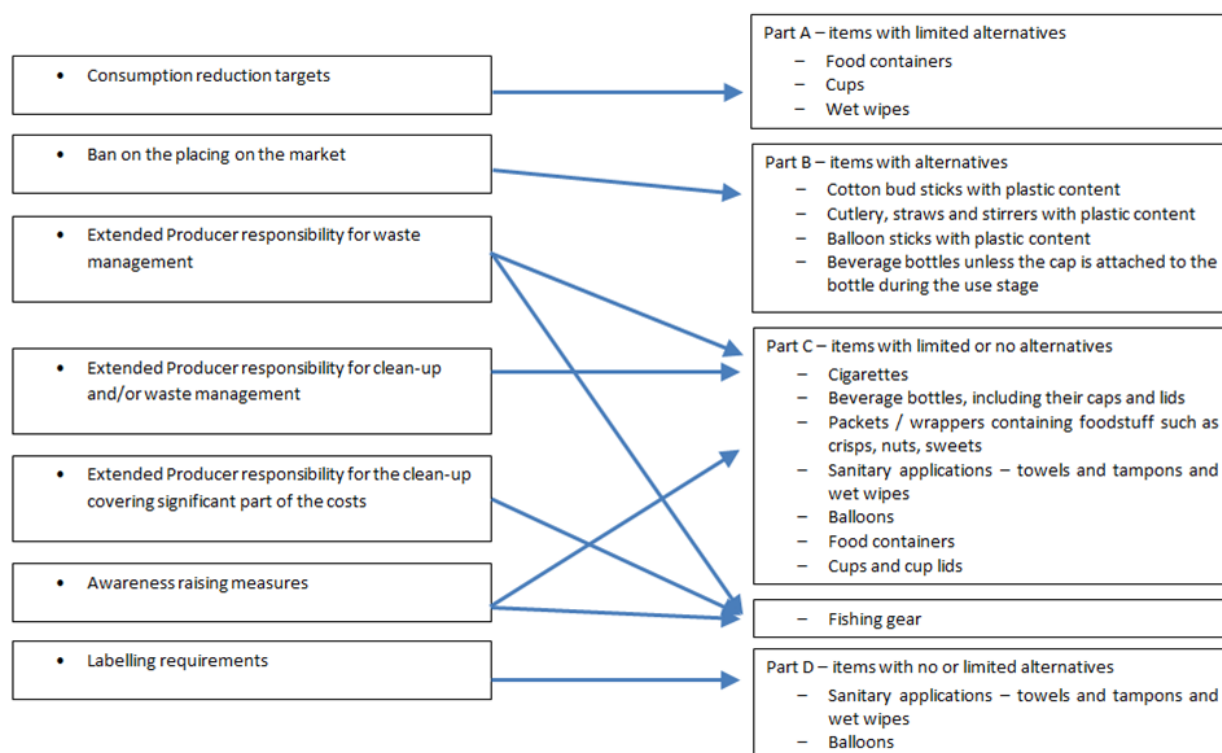 • Consumption reduction targets
• Ban on the placing on the market
• Extended Producer responsibility for waste
management
• Extended Producer responsibility for clean-up
and/or waste management
• Extended Producer responsibility for the clean-up
covering significant part of the costs
• Awareness raising measures
• Labelling requirements
Part A – items with limited alternatives
– Food containers
– Cups
– Wet wipes
Part B – items with alternatives
– Cotton bud sticks with plastic content
– Cutlery, straws and stirrers with plastic content
– Balloon sticks with plastic content
– Beverage bottles unless the cap is attached to the
bottle during the use stage
Part C – items with limited or no alternatives
– Cigarettes
– Beverage bottles, including their caps and lids
– Packets / wrappers containing foodstuff such as
crisps, nuts, sweets
– Sanitary applications – towels and tampons and
wet wipes
– Balloons
– Food containers
– Cups and cup lids
– Fishing gear
Part D – items with no or limited alternatives
– Sanitary applications – towels and tampons and
wet wipes
– Balloons